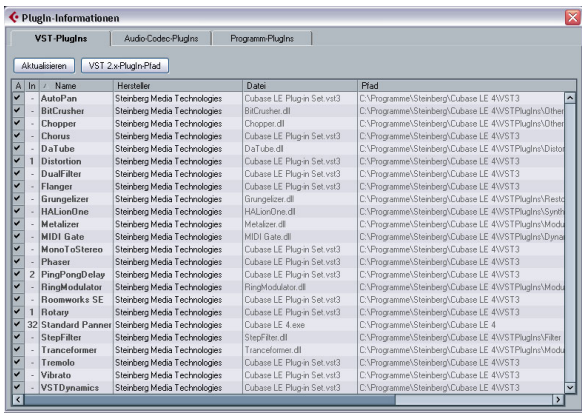 PlugIn-Informationen
VST-PlugIns Audio-Codec-PlugIns Programm-PlugIns
Aktualisieren VST 2.x-PlugIn-Pfad
A In Name Hersteller Datei Pfad
- AutoPan Steinberg Media Technologies Cubase LE Plug-in Set.vst3 C:\Programme\Steinberg\Cubase LE 4\VST3
- BitCrusher Steinberg Media Technologies BitCrusher.dll C:\Programme\Steinberg\Cubase LE 4\VSTPlugIns\Other
- Chopper Steinberg Media Technologies Chopper.dll C:\Programme\Steinberg\Cubase LE 4\VSTPlugIns\Other
- Chorus Steinberg Media Technologies Cubase LE Plug-in Set.vst3 C:\Programme\Steinberg\Cubase LE 4\VST3
- DaTube Steinberg Media Technologies DaTube.dll C:\Programme\Steinberg\Cubase LE 4\VSTPlugIns\Distor
1 Distortion Steinberg Media Technologies Cubase LE Plug-in Set.vst3 C:\Programme\Steinberg\Cubase LE 4\VST3
- DualFilter Steinberg Media Technologies Cubase LE Plug-in Set.vst3 C:\Programme\Steinberg\Cubase LE 4\VST3
- Flanger Steinberg Media Technologies Cubase LE Plug-in Set.vst3 C:\Programme\Steinberg\Cubase LE 4\VST3
- Grungelizer Steinberg Media Technologies Grungelizer.dll C:\Programme\Steinberg\Cubase LE 4\VSTPlugIns\Resto
- HALionOne Steinberg Media Technologies HALionOne.dll C:\Programme\Steinberg\Cubase LE 4\VSTPlugIns\Synth
- Metalizer Steinberg Media Technologies Metalizer.dll C:\Programme\Steinberg\Cubase LE 4\VSTPlugIns\Modu
- MIDI Gate Steinberg Media Technologies MIDI Gate.dll C:\Programme\Steinberg\Cubase LE 4\VSTPlugIns\Dynar
- MonoToStereo Steinberg Media Technologies Cubase LE Plug-in Set.vst3 C:\Programme\Steinberg\Cubase LE 4\VST3
- Phaser Steinberg Media Technologies Cubase LE Plug-in Set.vst3 C:\Programme\Steinberg\Cubase LE 4\VST3
2 PingPongDelay Steinberg Media Technologies Cubase LE Plug-in Set.vst3 C:\Programme\Steinberg\Cubase LE 4\VST3
- RingModulator Steinberg Media Technologies RingModulator.dll C:\Programme\Steinberg\Cubase LE 4\VSTPlugIns\Modu
- Roomworks SE Steinberg Media Technologies Cubase LE Plug-in Set.vst3 C:\Programme\Steinberg\Cubase LE 4\VST3
1 Rotary Steinberg Media Technologies Cubase LE Plug-in Set.vst3 C:\Programme\Steinberg\Cubase LE 4\VST3
32 Standard Panner Steinberg Media Technologies Cubase LE 4.exe C:\Programme\Steinberg\Cubase LE 4
- StepFilter Steinberg Media Technologies StepFilter.dll C:\Programme\Steinberg\Cubase LE 4\VSTPlugIns\Filter
- Tranceformer Steinberg Media Technologies Tranceformer.dll C:\Programme\Steinberg\Cubase LE 4\VSTPlugIns\Modu
- Tremolo Steinberg Media Technologies Cubase LE Plug-in Set.vst3 C:\Programme\Steinberg\Cubase LE 4\VST3
- Vibrato Steinberg Media Technologies Cubase LE Plug-in Set.vst3 C:\Programme\Steinberg\Cubase LE 4\VST3
- VSTDynamics Steinberg Media Technologies Cubase LE Plug-in Set.vst3 C:\Programme\Steinberg\Cubase LE 4\VST3